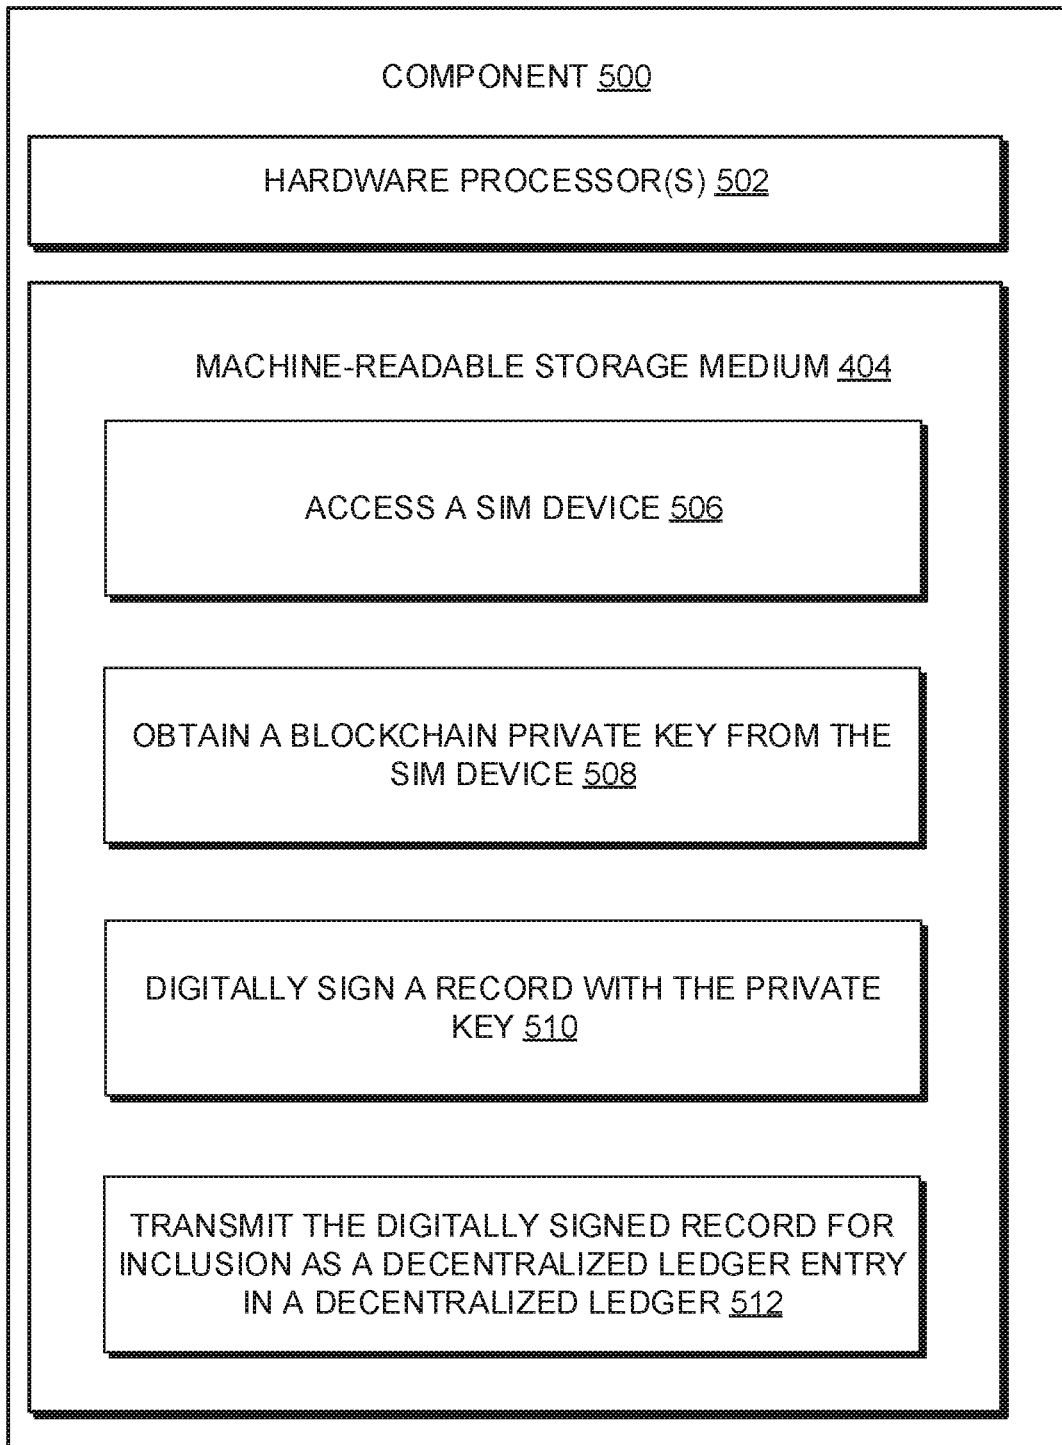 COMPONENT 500
HARDWARE PROCESSOR(S) 502
MACHINE-READABLE STORAGE MEDIUM 404
ACCESS A SIM DEVICE 506
OBTAIN A BLOCKCHAIN PRIVATE KEY FROM THE
SIM DEVICE 508
DIGITALLY SIGN A RECORD WITH THE PRIVATE
KEY 510
TRANSMIT THE DIGITALLY SIGNED RECORD FOR
INCLUSION AS A DECENTRALIZED LEDGER ENTRY
IN A DECENTRALIZED LEDGER 512